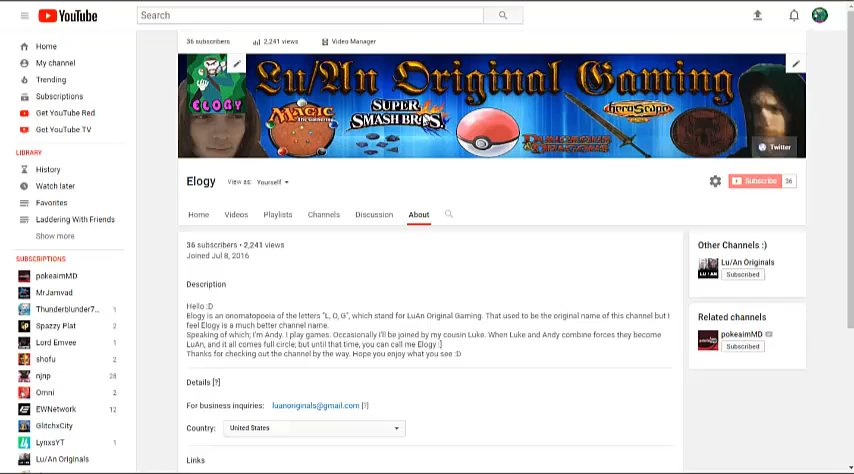 YouTube
Search
Home
My channel
Trending
Subscriptions
Get YouTube Red
Get YouTube TV
LIBRARY
History
Watch later
Favorites
Laddering With Friends
Show more
SUBSCRIPTIONS
pokeaimMD
MrJamvad
Thunderblunder7... 1
Spazzy Plat 2
Lord Emvee 1
shofu 2
njnp 28
Omni 2
EWNetwork 12
GlitchxCity
LynxsYT 1
Lu/An Originals
36 subscribers 2,241 views Video Manager
Lu/An Original Gaming
ELOGY
MAGIC
The Gathering
SUPER
SMASH BROS.
heroscape
DUNGEONS
& DRAGONS
Twitter
Elogy View as: Yourself
Subscribe 36
Home Videos Playlists Channels Discussion About
36 subscribers • 2,241 views
Joined Jul 8, 2016
Description
Hello :D
Elogy is an onomatopoeia of the letters "L, O, G", which stand for LuAn Original Gaming. That used to be the original name of this channel but I
feel Elogy is a much better channel name.
Speaking of which; I'm Andy. I play games. Occasionally I'll be joined by my cousin Luke. When Luke and Andy combine forces they become
LuAn, and it all comes full circle; but until that time, you can call me Elogy :]
Thanks for checking out the channel by the way. Hope you enjoy what you see :D
Details [?]
For business inquiries: luanoriginals@gmail.com [?]
Country: United States
Links
Other Channels :)
LU / AN
Lu/An Originals
Subscribed
Related channels
pokeaimMD
Subscribed